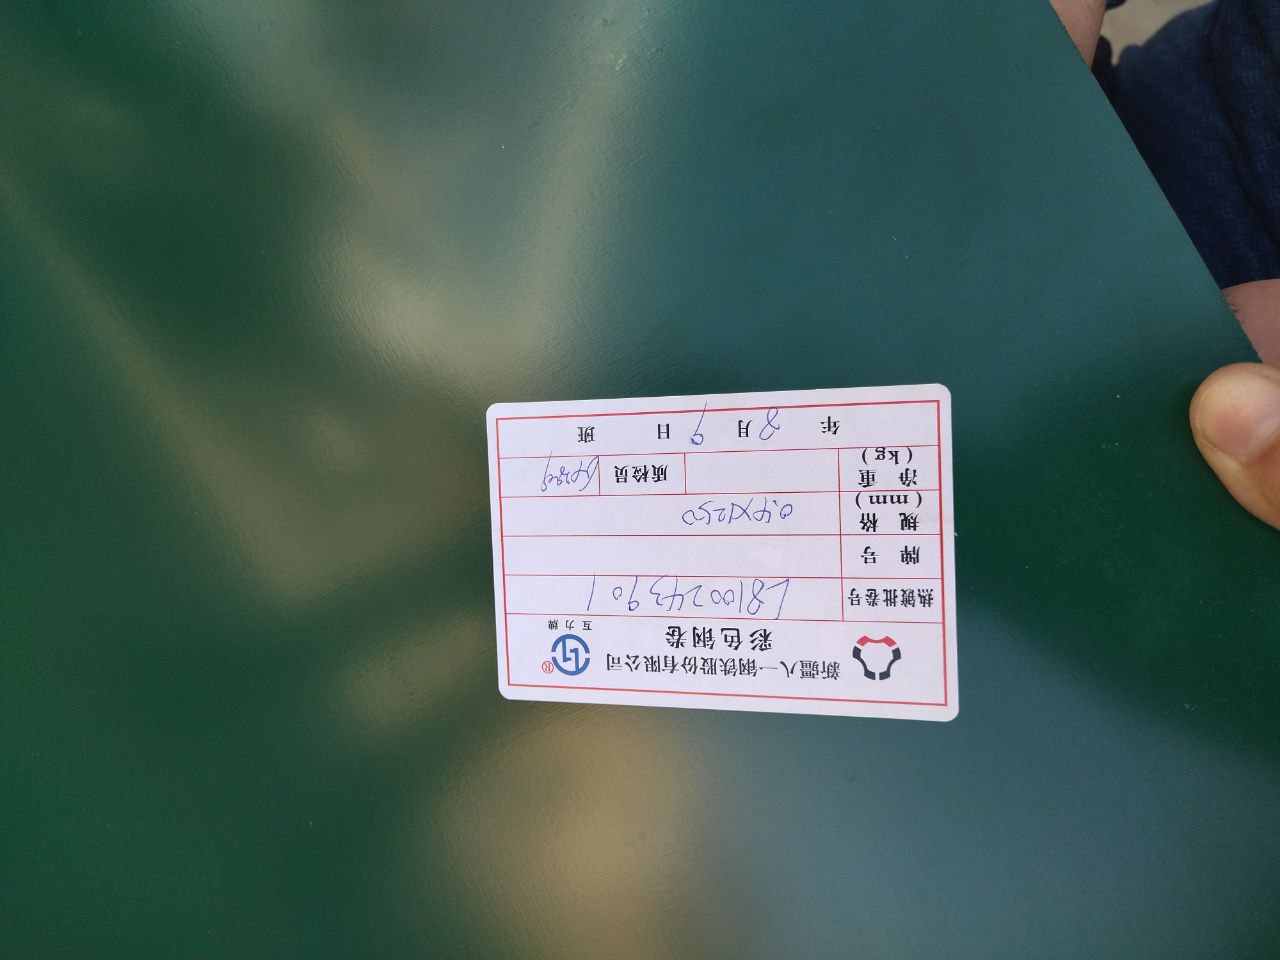 新疆八一钢铁股份有限公司
彩色钢卷
互力牌
热镀批卷号 L8100243901
牌号
规格(mm) 0.4X1250
净重(kg) 质检员
年 8月 9日 班